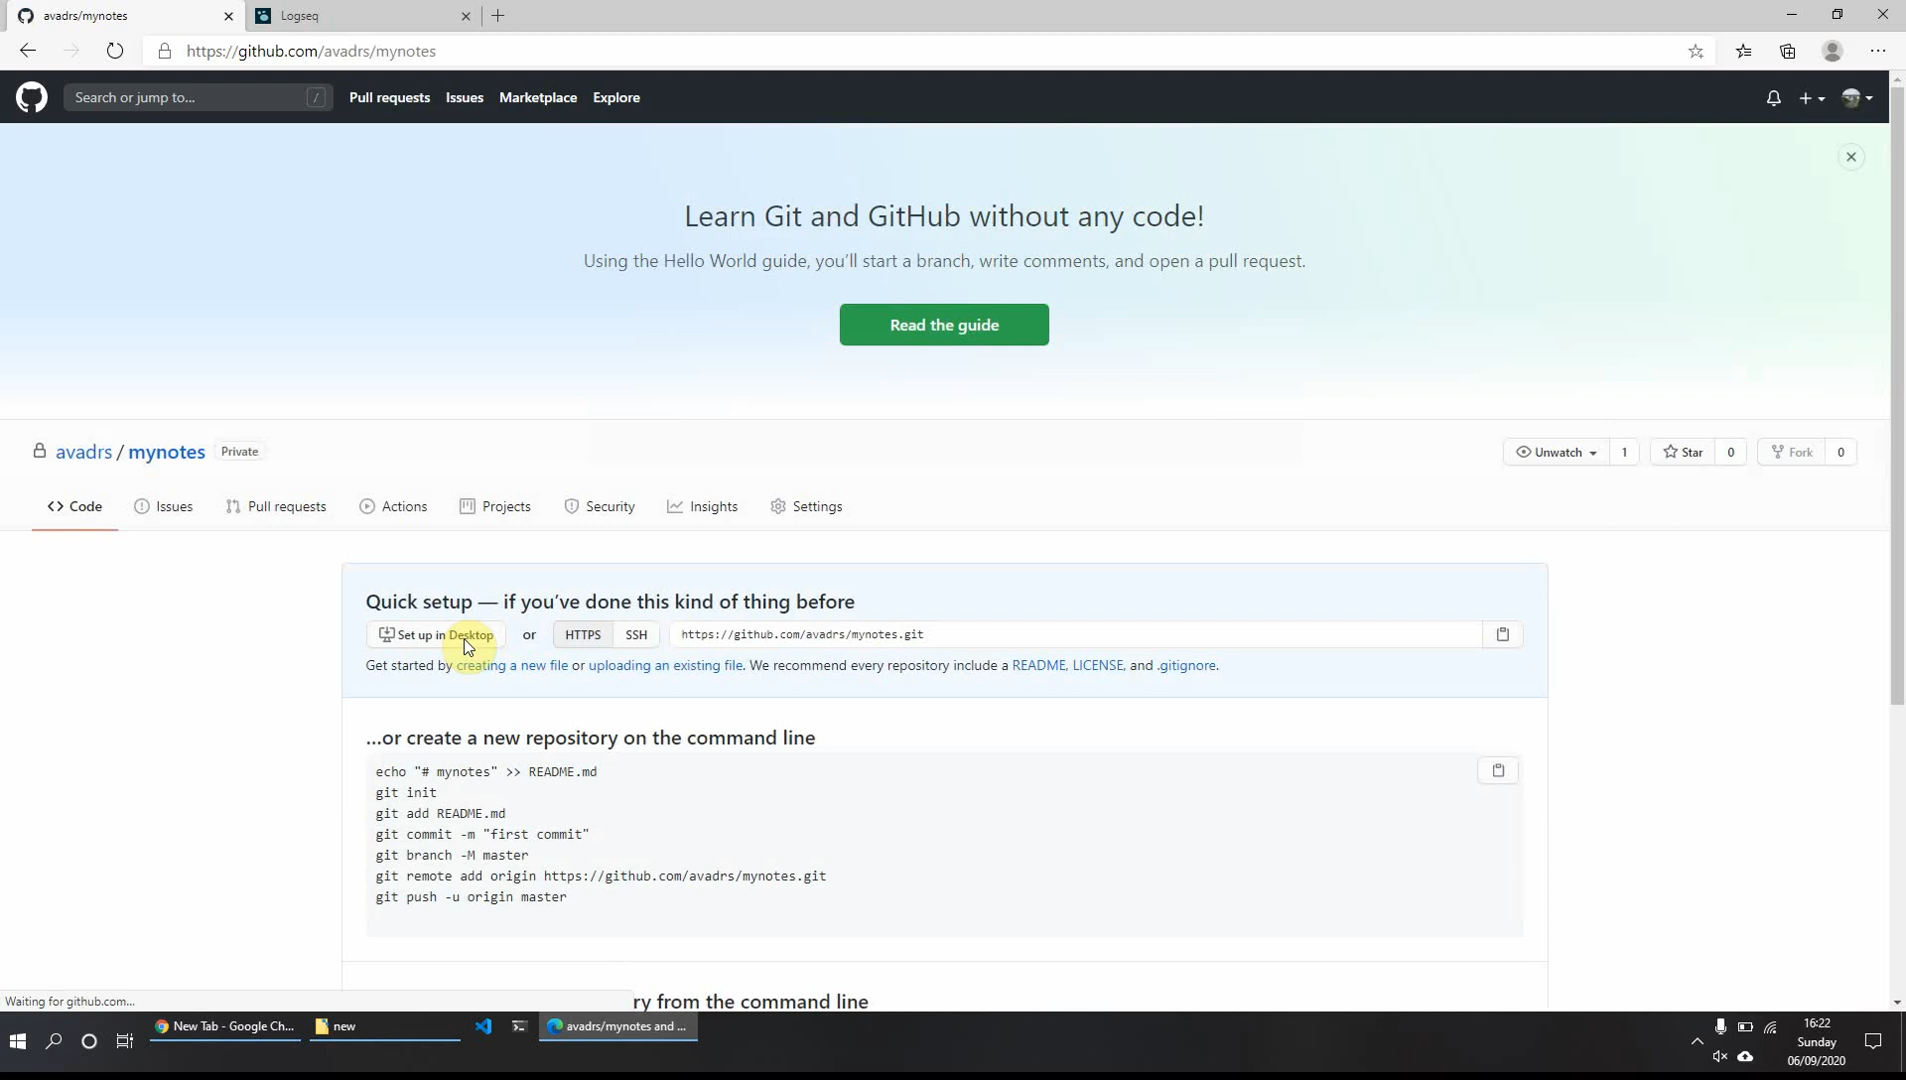 avadrs/mynotes
Logseq
https://github.com/avadrs/mynotes
Search or jump to... /
Pull requests Issues Marketplace Explore
Learn Git and GitHub without any code!
Using the Hello World guide, you'll start a branch, write comments, and open a pull request.
Read the guide
avadrs / mynotes Private
Unwatch 1 Star 0 Fork 0
Code Issues Pull requests Actions Projects Security Insights Settings
Quick setup — if you've done this kind of thing before
Set up in Desktop or HTTPS SSH https://github.com/avadrs/mynotes.git
Get started by creating a new file or uploading an existing file. We recommend every repository include a README, LICENSE, and .gitignore.
...or create a new repository on the command line
echo "# mynotes" >> README.md
git init
git add README.md
git commit -m "first commit"
git branch -M master
git remote add origin https://github.com/avadrs/mynotes.git
git push -u origin master
Waiting for github.com...
ry from the command line
New Tab - Google Ch...
new
avadrs/mynotes and ...
16:22
Sunday
06/09/2020